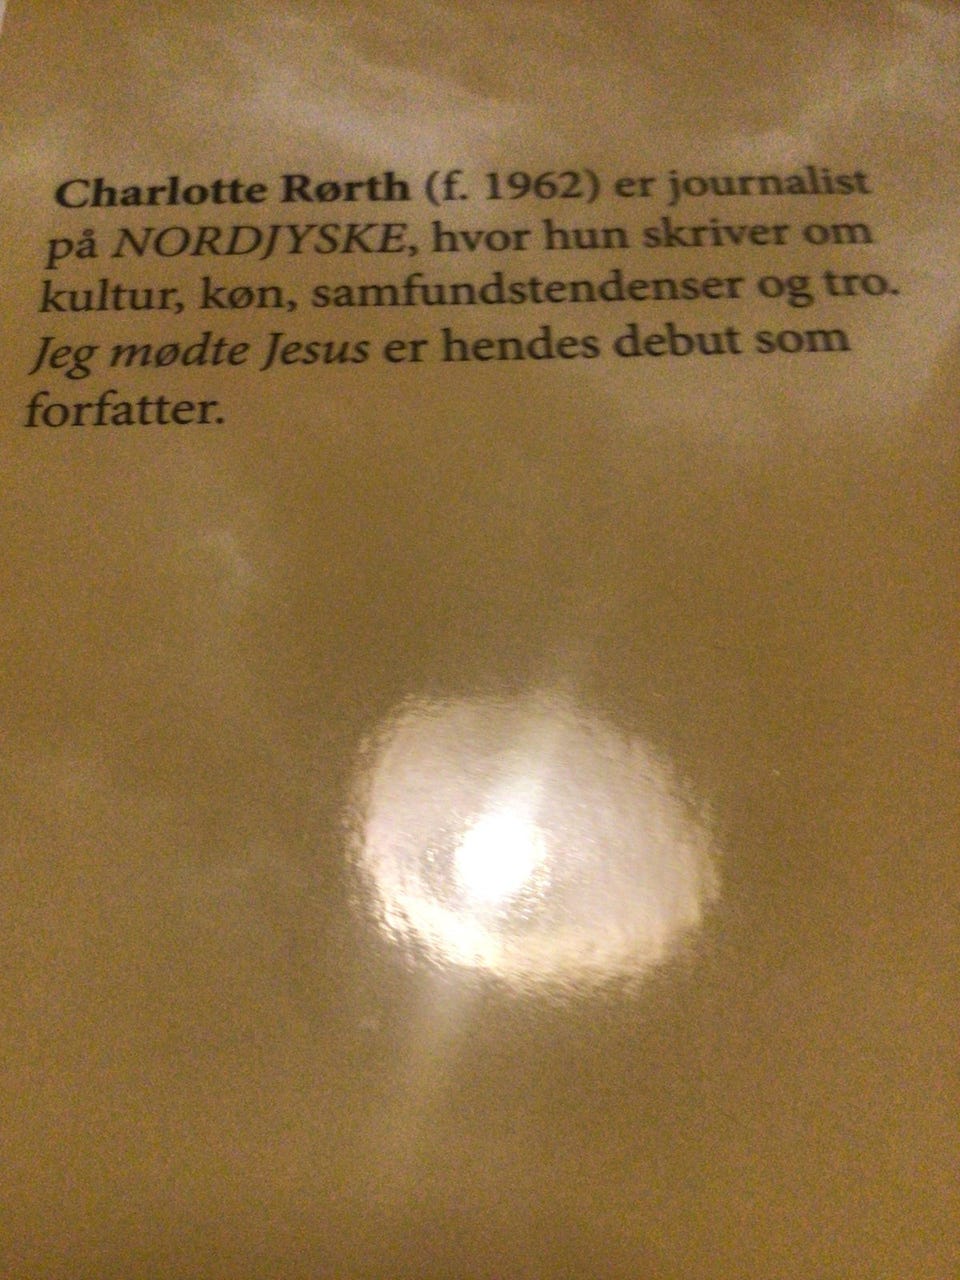 Charlotte Rørth (f. 1962) er journalist
på NORDJYSKE, hvor hun skriver om
kultur, køn, samfundstendenser og tro.
Jeg mødte Jesus er hendes debut som
forfatter.